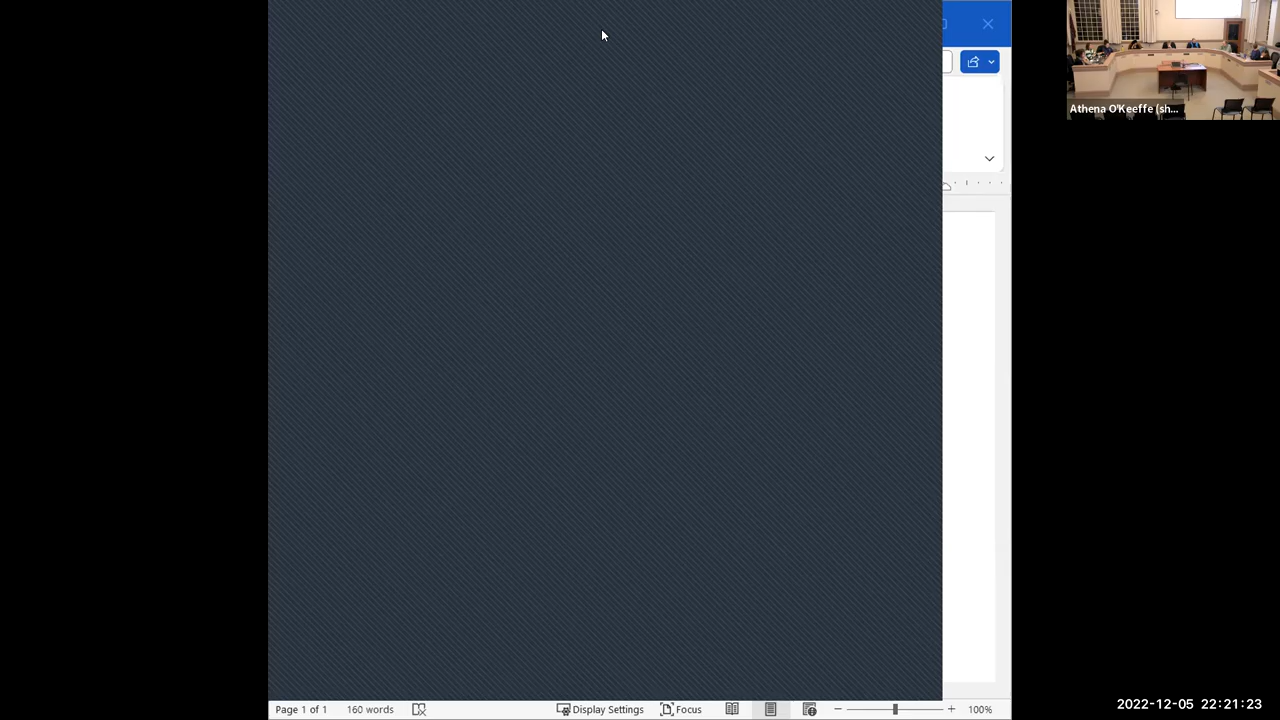 Athena O'Keeffe (sh...
Page 1 of 1 160 words Display Settings Focus 100%
2022-12-05 22:21:23